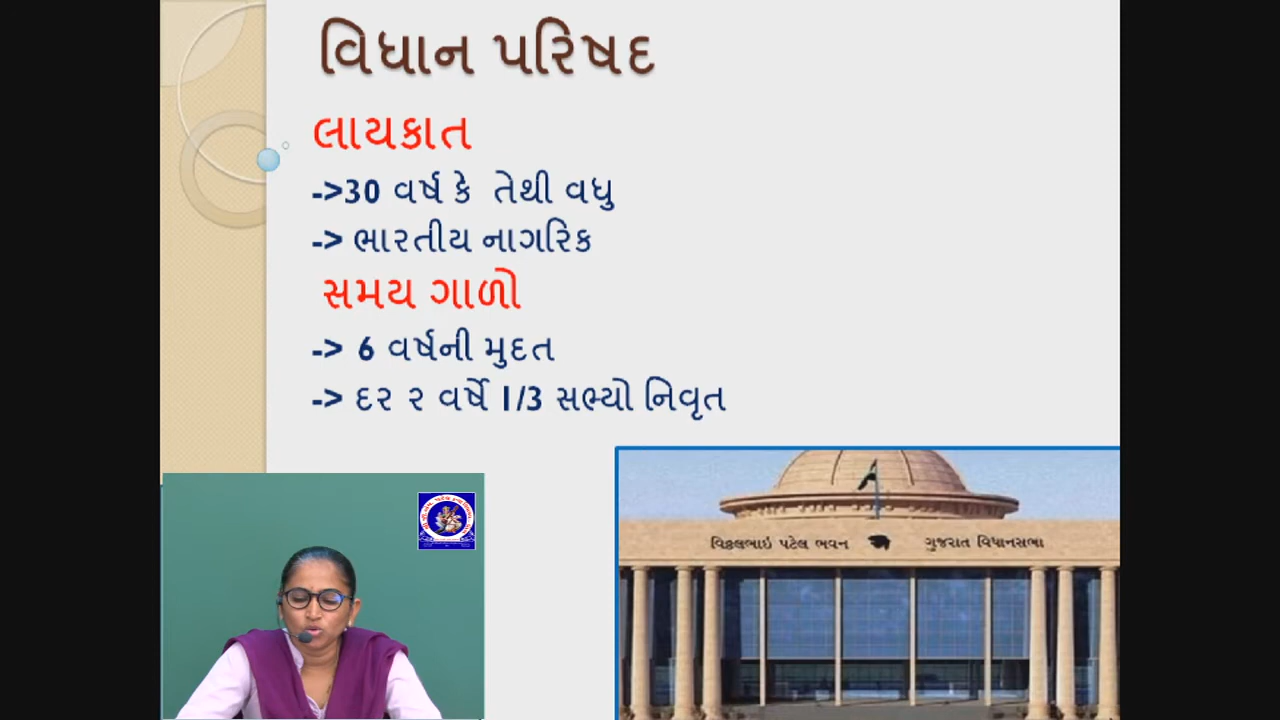 વિધાન પરિષદ
લાયકાત
->30 વર્ષ કે તેથી વધુ
-> ભારતીય નાગરિક
સમય ગાળો
-> 6 વર્ષની મુદત
-> દર ૨ વર્ષે 1/3 સભ્યો નિવૃત
વિઠ્ઠલભાઇ પટેલ ભવન ગુજરાત વિધાનસભા